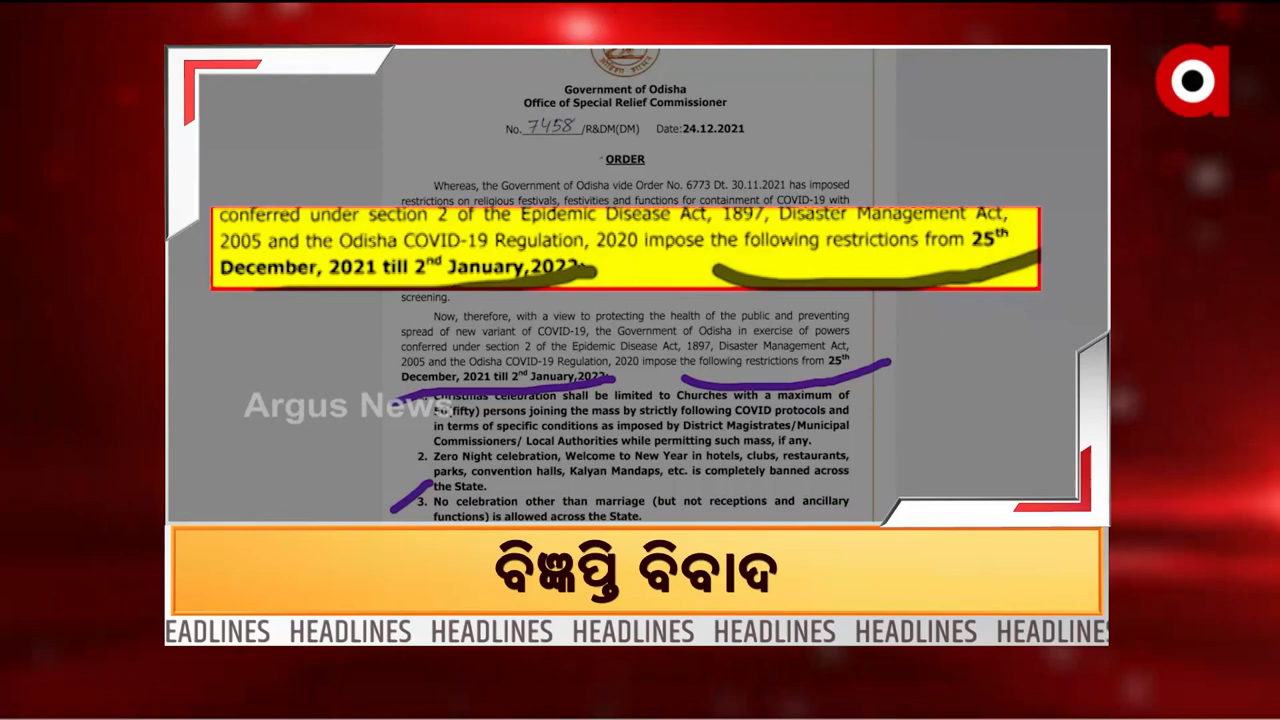 Government of Odisha
Office of Special Relief Commissioner
No. 7458 /R&DM(DM) Date:24.12.2021
ORDER
Whereas, the Government of Odisha vide Order No. 6773 Dt. 30.11.2021 has imposed
restrictions on religious festivals, festivities and functions for containment of COVID-19 with
conferred under section 2 of the Epidemic Disease Act, 1897, Disaster Management Act,
2005 and the Odisha COVID-19 Regulation, 2020 impose the following restrictions from 25th
December, 2021 till 2nd January,2022:
screening.
Now, therefore, with a view to protecting the health of the public and preventing
spread of new variant of COVID-19, the Government of Odisha in exercise of powers
conferred under section 2 of the Epidemic Disease Act, 1897, Disaster Management Act,
2005 and the Odisha COVID-19 Regulation, 2020 impose the following restrictions from 25th
December, 2021 till 2nd January,2022:
Christmas celebration shall be limited to Churches with a maximum of
(fifty) persons joining the mass by strictly following COVID protocols and
in terms of specific conditions as imposed by District Magistrates/Municipal
Commissioners/ Local Authorities while permitting such mass, if any.
2. Zero Night celebration, Welcome to New Year in hotels, clubs, restaurants,
parks, convention halls, Kalyan Mandaps, etc. is completely banned across
the State.
3. No celebration other than marriage (but not receptions and ancillary
functions) is allowed across the State.
Argus News
ବିଜ୍ଞପ୍ତି ବିବାଦ
EADLINES HEADLINES HEADLINES HEADLINES HEADLINES HEADLINES HEADLINE